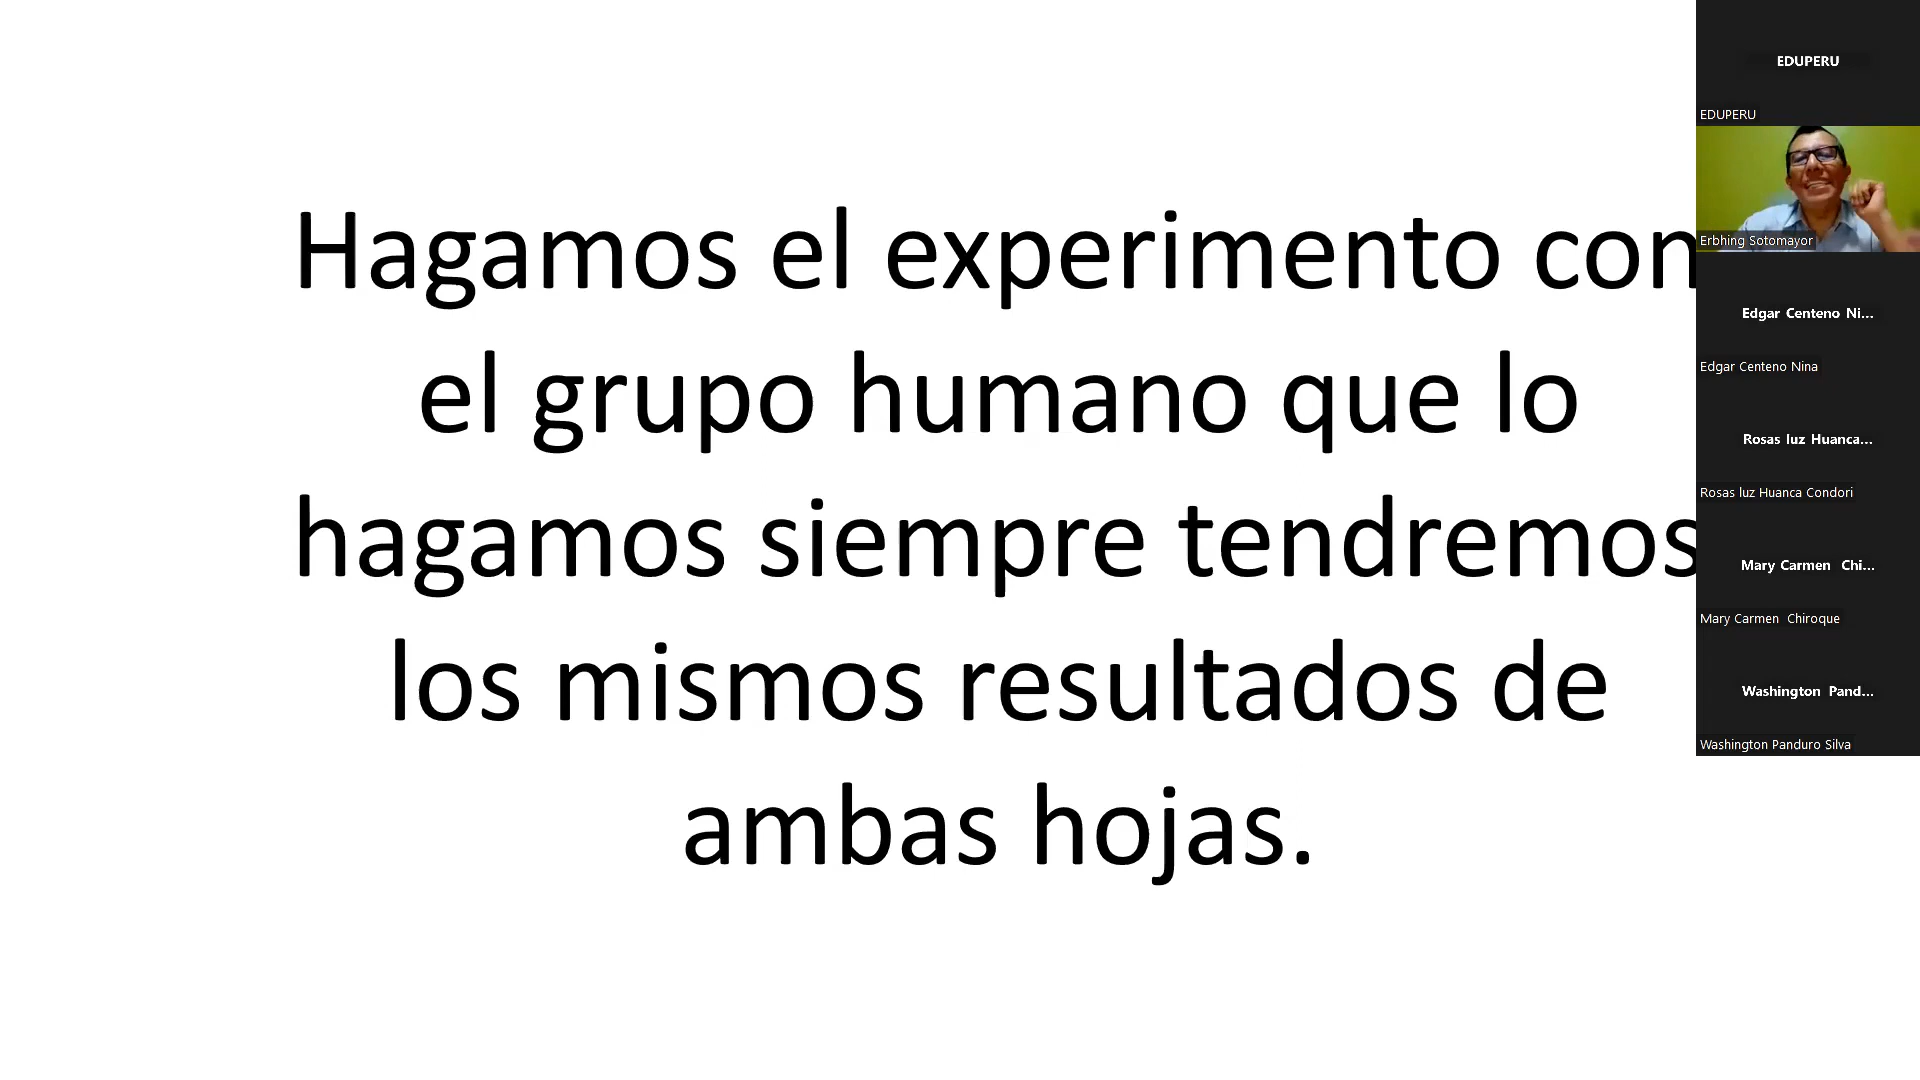 Hagamos el experimento con
el grupo humano que lo
hagamos siempre tendremos
los mismos resultados de
ambas hojas.
EDUPERU
EDUPERU
Erbhing Sotomayor
Edgar Centeno Ni...
Edgar Centeno Nina
Rosas luz Huanca...
Rosas luz Huanca Condori
Mary Carmen Chi...
Mary Carmen Chiroque
Washington Pand...
Washington Panduro Silva